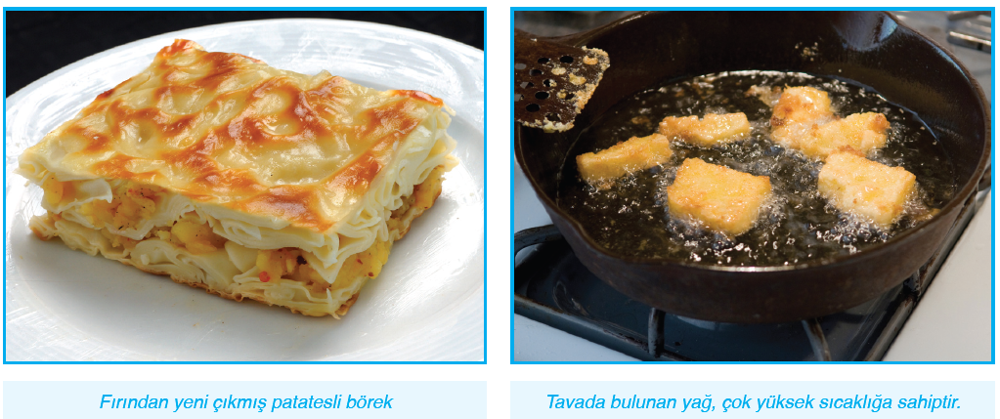 Fırından yeni çıkmış patatesli börek
Tavada bulunan yağ, çok yüksek sıcaklığa sahiptir.